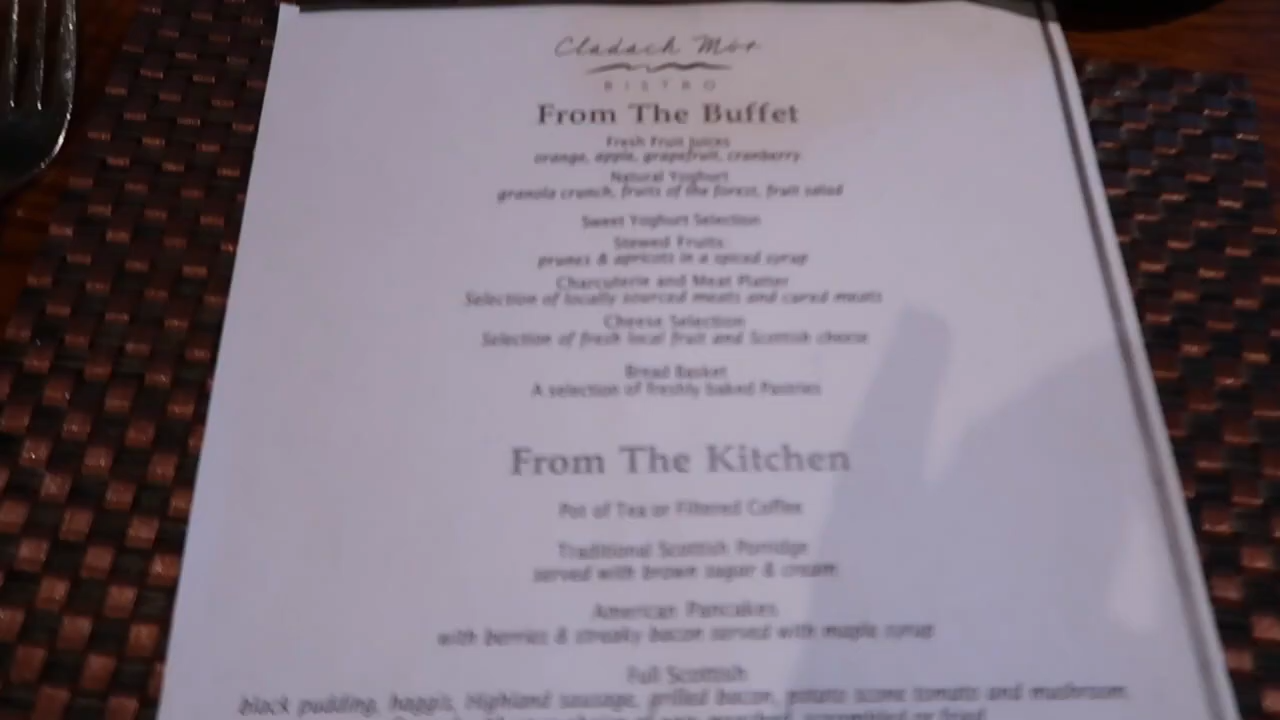 Cladach Mór
BISTRO
From The Buffet
Fresh Fruit Juices
orange, apple, grapefruit, cranberry
Natural Yoghurt
granola crunch, fruits of the forest, fruit salad
Sweet Yoghurt Selection
Stewed Fruits:
prunes & apricots in a spiced syrup
Charcuterie and Meat Platter
Selection of locally sourced meats and cured meats
Cheese Selection
Selection of fresh local fruit and Scottish cheese
Bread Basket
A selection of freshly baked Pastries
From The Kitchen
Pot of Tea or Filtered Coffee
Traditional Scottish Porridge
served with brown sugar & cream
American Pancakes
with berries & streaky bacon served with maple syrup
Full Scottish
black pudding, haggis, Highland sausage, grilled bacon, potato scone tomato and mushroom
poached, scrambled or fried